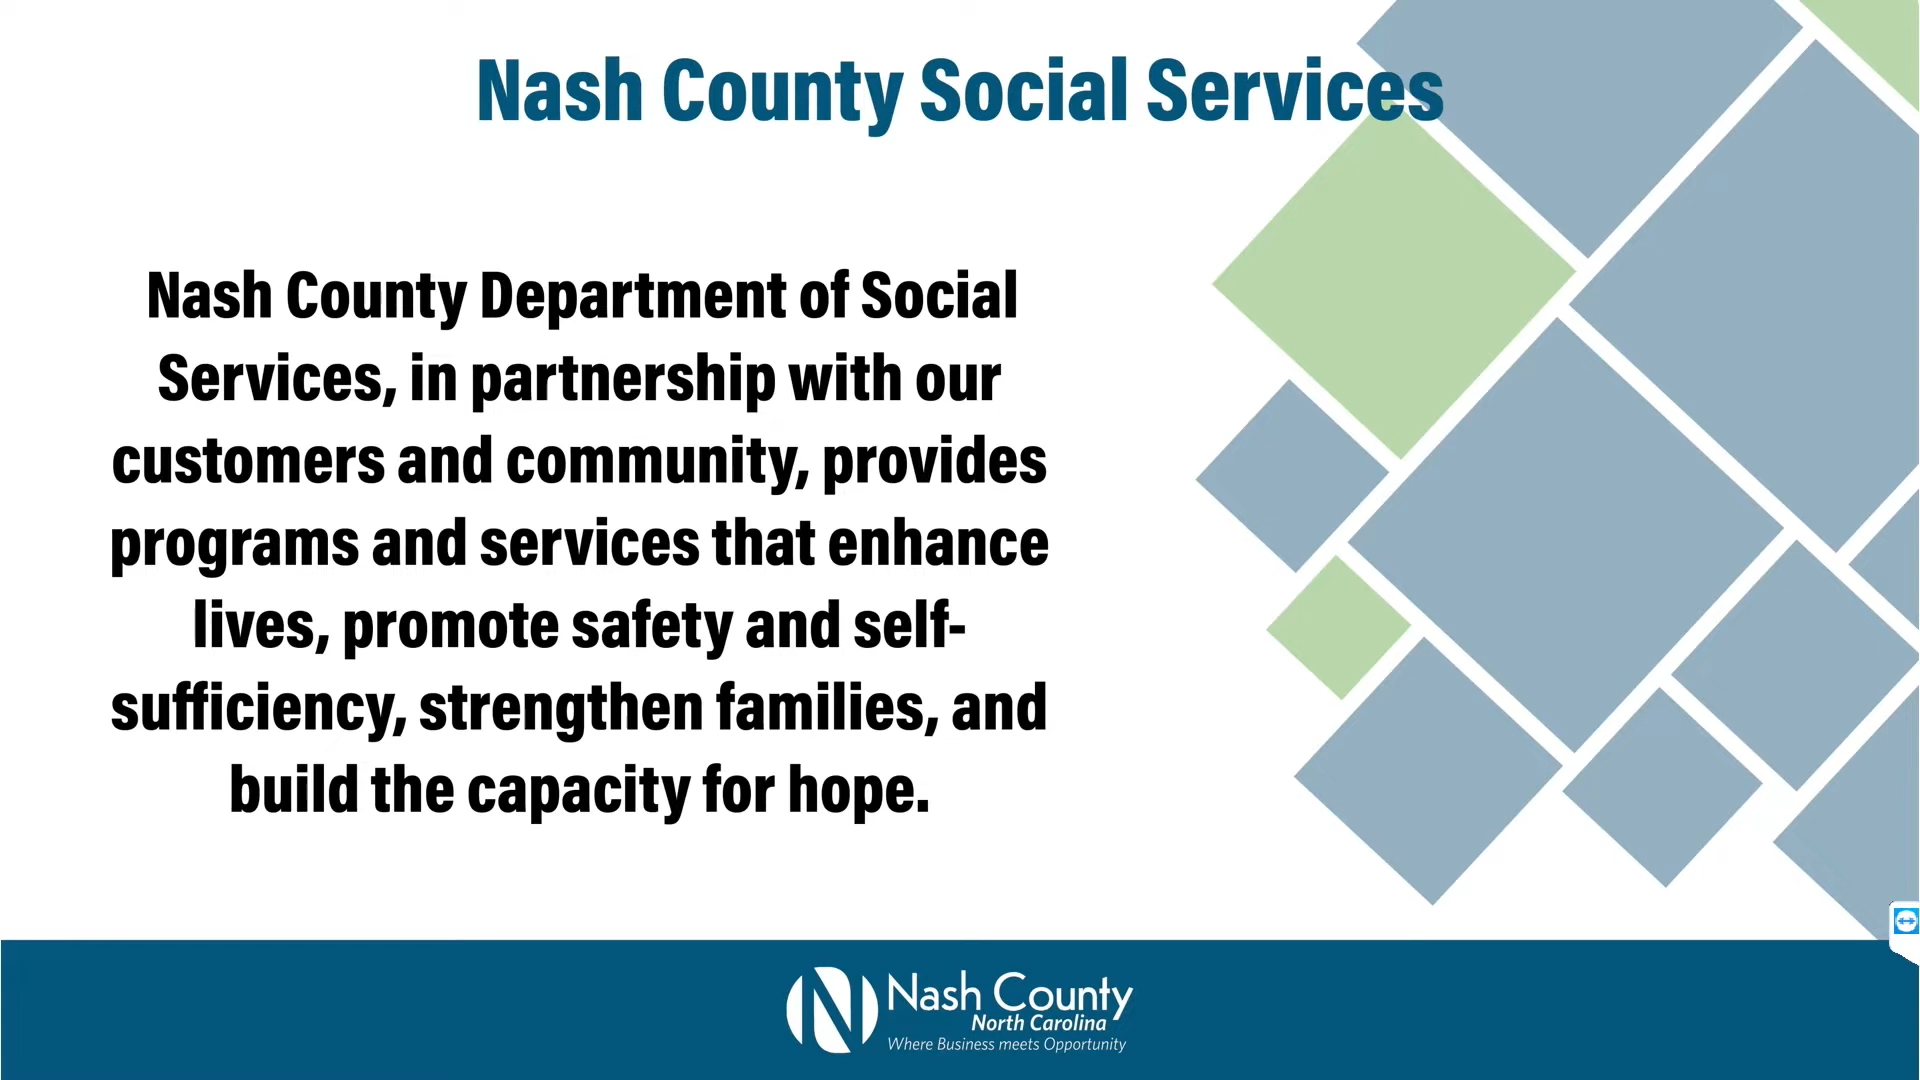 Nash County Social Services
Nash County Department of Social
Services, in partnership with our
customers and community, provides
programs and services that enhance
lives, promote safety and self-
sufficiency, strengthen families, and
build the capacity for hope.
Nash County
North Carolina
Where Business meets Opportunity